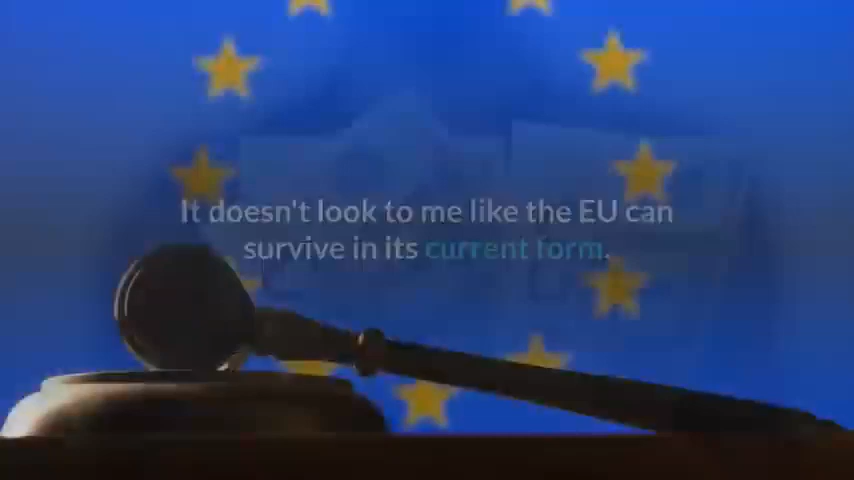 It doesn't look to me like the EU can
survive in its current form.